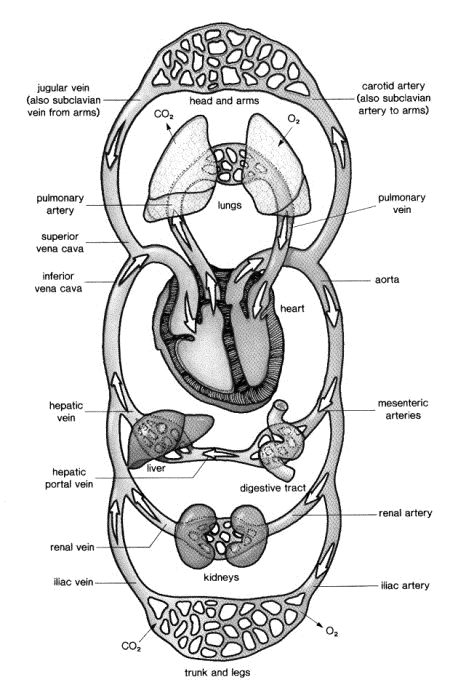 jugular vein
(also subclavian
vein from arms)
carotid artery
(also subclavian
artery to arms)
head and arms
CO₂
O₂
pulmonary
artery
lungs
pulmonary
vein
superior
vena cava
inferior
vena cava
aorta
heart
hepatic
vein
mesenteric
arteries
liver
hepatic
portal vein
digestive tract
renal artery
renal vein
kidneys
iliac vein
iliac artery
CO₂
O₂
trunk and legs